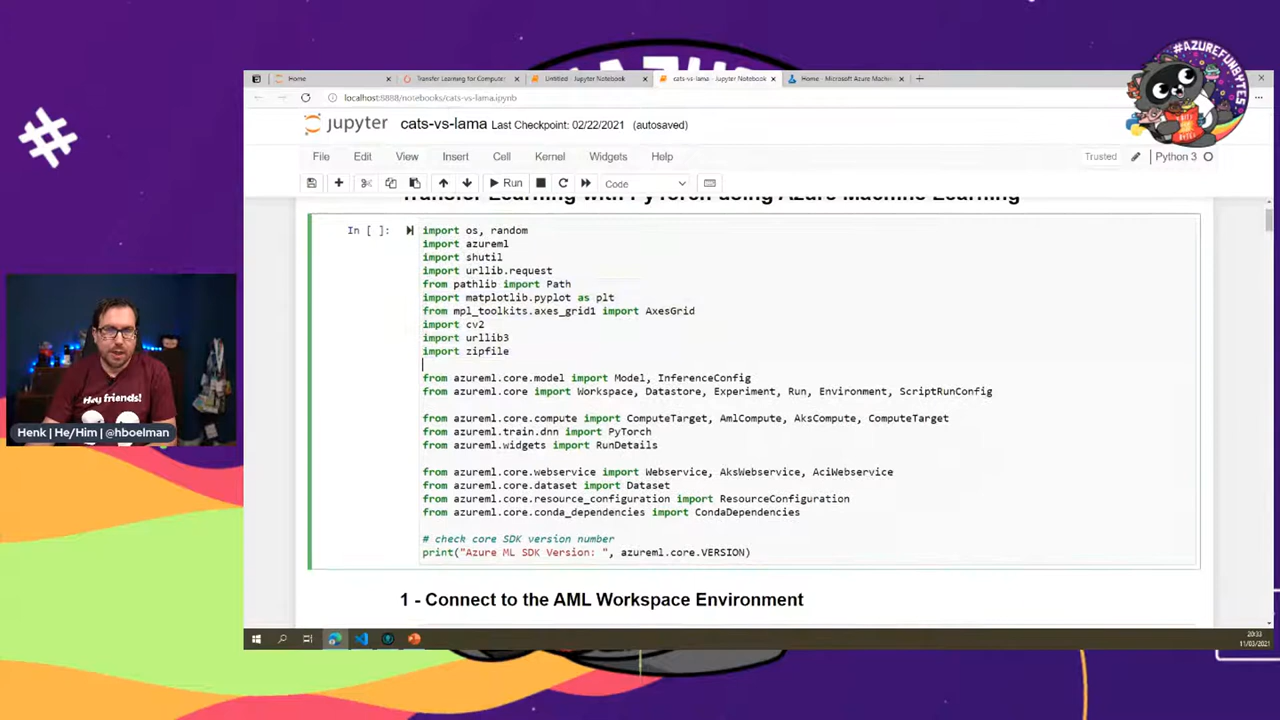 #
#AZUREFUNBYTES
Home
Transfer Learning for Compute
Untitled - Jupyter Notebook
cats-vs-lama - Jupyter Notebook
Home - Microsoft Azure Machin
localhost:8888/notebooks/cats-vs-lama.ipynb
jupyter cats-vs-lama Last Checkpoint: 02/22/2021 (autosaved)
File Edit View Insert Cell Kernel Widgets Help
Trusted Python 3
Run Code
Transfer Learning with PyTorch using Azure Machine Learning
In [ ]:
import os, random
import azureml
import shutil
import urllib.request
from pathlib import Path
import matplotlib.pyplot as plt
from mpl_toolkits.axes_grid1 import AxesGrid
import cv2
import urllib3
import zipfile
from azureml.core.model import Model, InferenceConfig
from azureml.core import Workspace, Datastore, Experiment, Run, Environment, ScriptRunConfig
from azureml.core.compute import ComputeTarget, AmlCompute, AksCompute, ComputeTarget
from azureml.train.dnn import PyTorch
from azureml.widgets import RunDetails
from azureml.core.webservice import Webservice, AksWebservice, AciWebservice
from azureml.core.dataset import Dataset
from azureml.core.resource_configuration import ResourceConfiguration
from azureml.core.conda_dependencies import CondaDependencies
# check core SDK version number
print("Azure ML SDK Version: ", azureml.core.VERSION)
1 - Connect to the AML Workspace Environment
Hey friends!
Henk | He/Him | @hboelman
20:33
11/03/2021